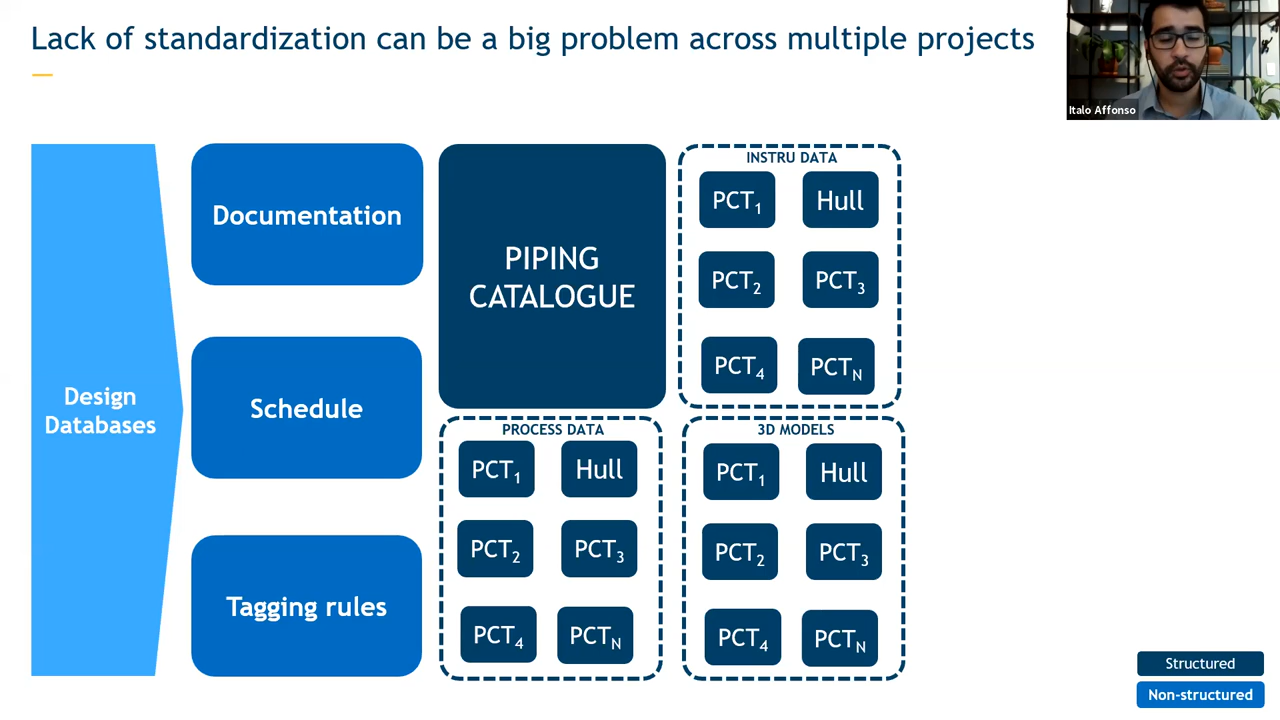 Lack of standardization can be a big problem across multiple projects
Italo Affonso
Design
Databases
Documentation
Schedule
Tagging rules
PIPING
CATALOGUE
INSTRU DATA
PCT1 Hull
PCT2 PCT3
PCT4 PCTN
PROCESS DATA
PCT1 Hull
PCT2 PCT3
PCT4 PCTN
3D MODELS
PCT1 Hull
PCT2 PCT3
PCT4 PCTN
Structured
Non-structured